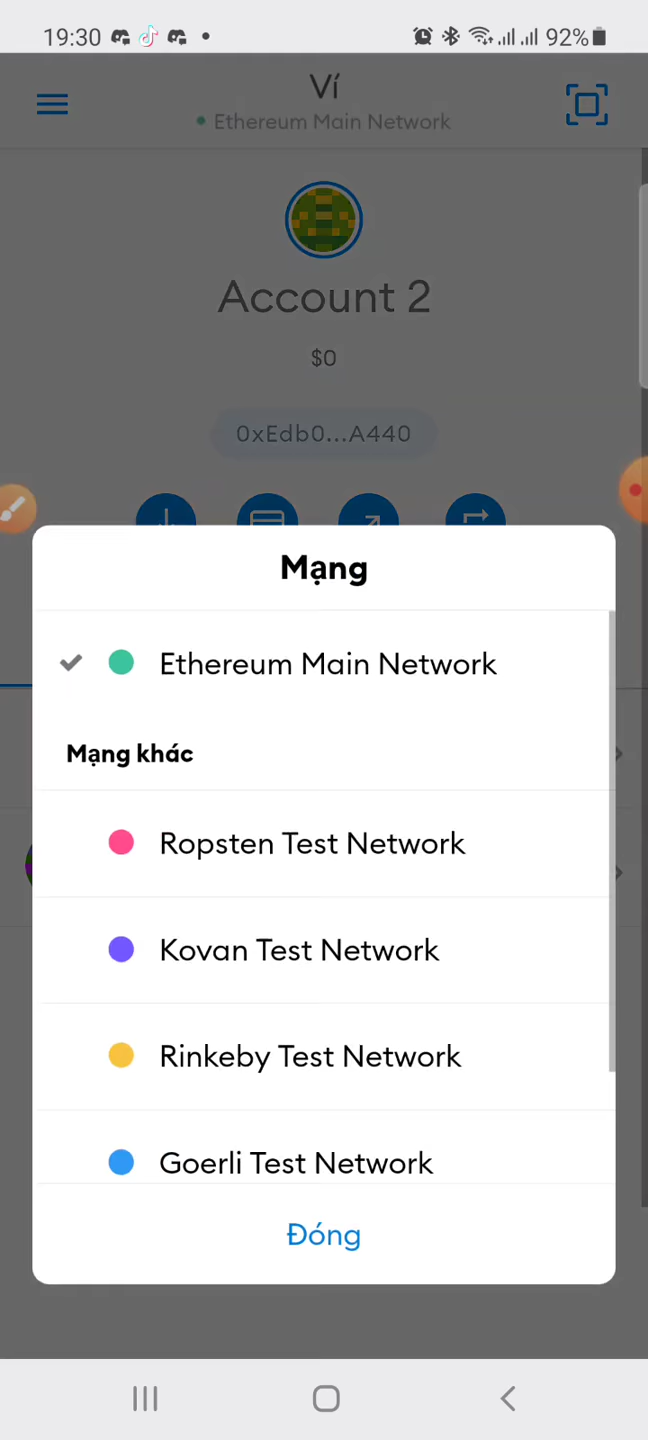 19:30
92%
Ví
Ethereum Main Network
Account 2
$0
0xEdb0...A440
Mạng
Ethereum Main Network
Mạng khác
Ropsten Test Network
Kovan Test Network
Rinkeby Test Network
Goerli Test Network
Đóng